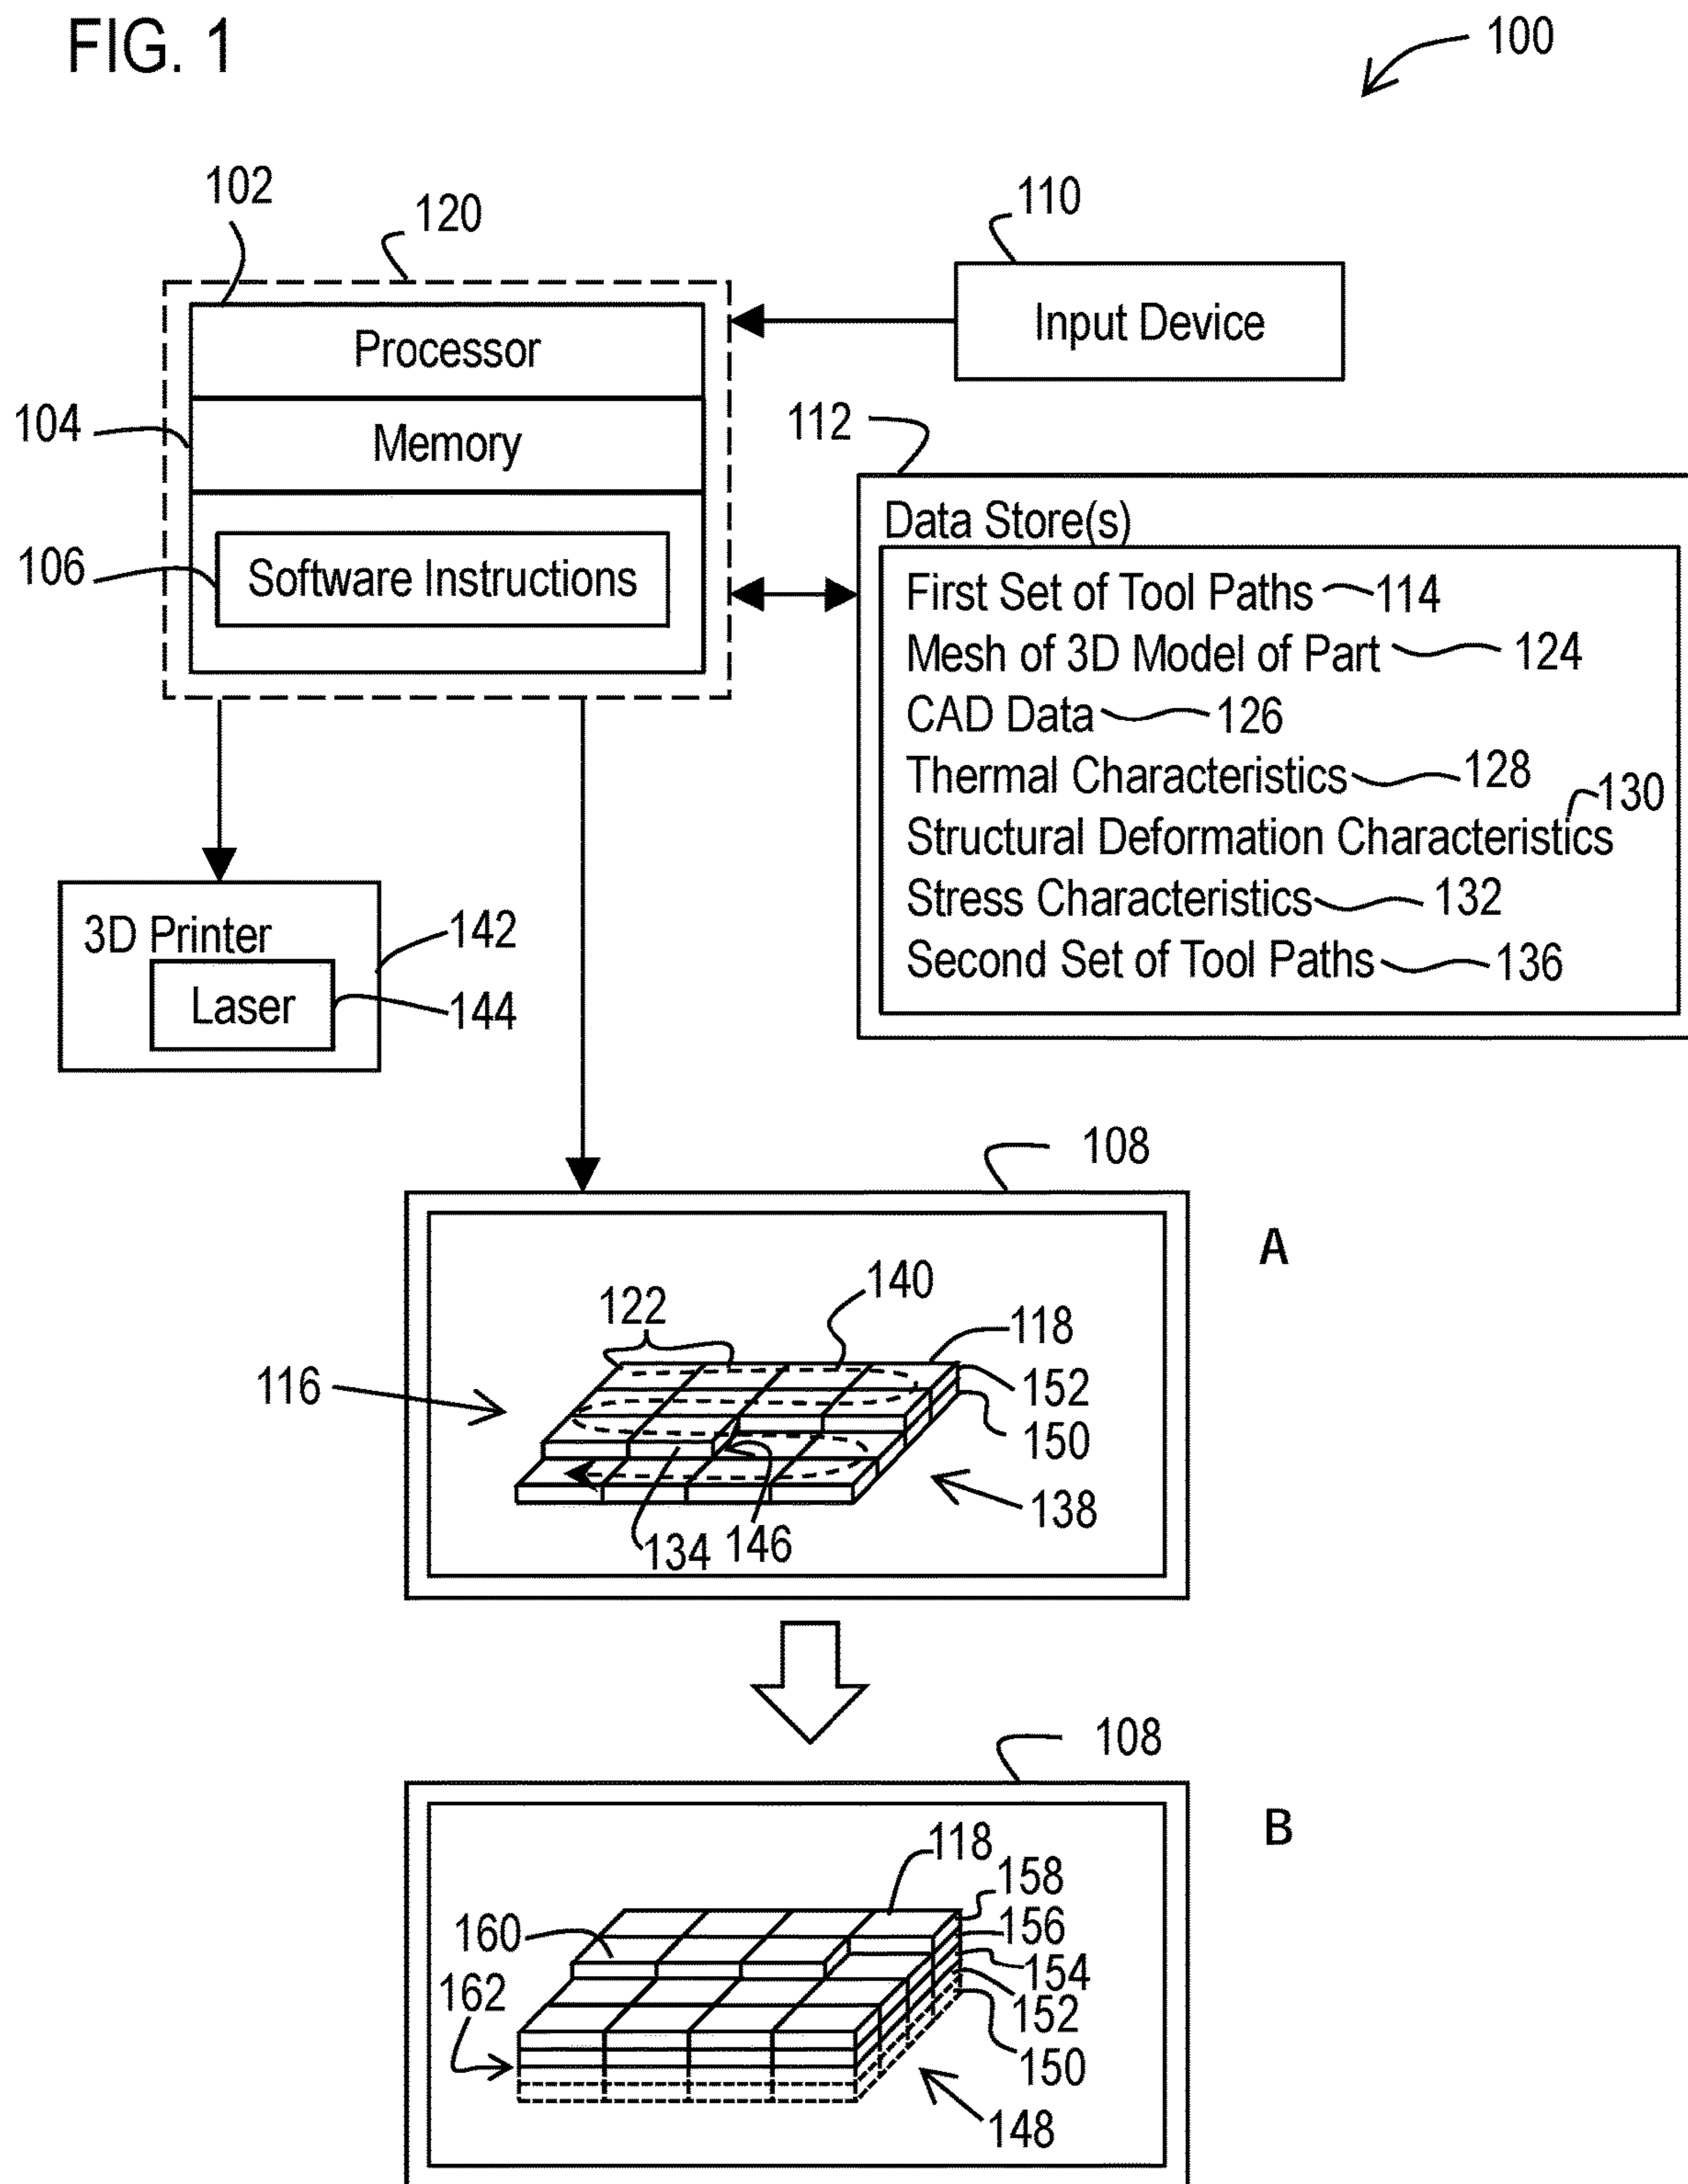 FIG. 1
100
102
120
110
Processor
Input Device
104
Memory
112
Data Store(s)
106
Software Instructions
First Set of Tool Paths 114
Mesh of 3D Model of Part 124
CAD Data 126
Thermal Characteristics 128
130
Structural Deformation Characteristics
Stress Characteristics 132
Second Set of Tool Paths 136
3D Printer
142
Laser
144
108
A
140
122
118
116
152
150
138
134 146
108
B
118
158
160
156
154
162
152
150
148